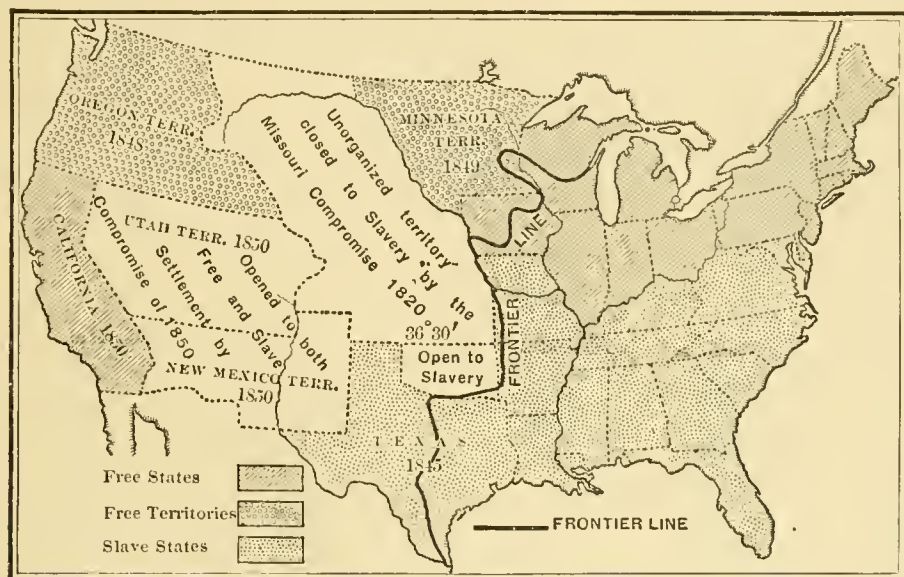 OREGON TERR.
1848
Unorganized territory
closed to Slavery by the
Missouri Compromise 1820
36°30'
MINNESOTA
TERR.
1849
CALIFORNIA 1850
UTAH TERR. 1850
Opened to both
Free and Slave
Settlement by
Compromise of 1850
NEW MEXICO TERR.
1850
Open to
Slavery
FRONTIER
LINE
TEXAS
1845
Free States
Free Territories
Slave States
FRONTIER LINE